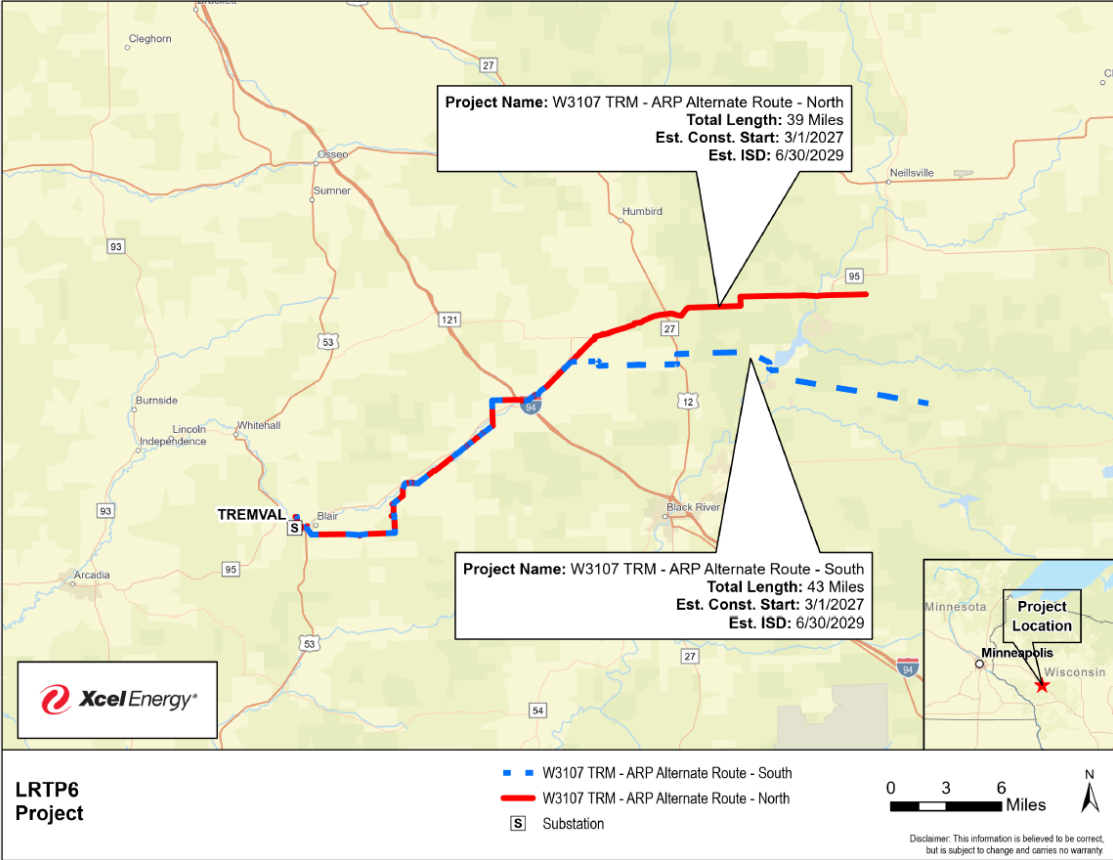 Cleghorn
27
Project Name: W3107 TRM - ARP Alternate Route - North
Total Length: 39 Miles
Est. Const. Start: 3/1/2027
Est. ISD: 6/30/2029
Osseo
Neillsville
Sumner
Humbird
93
95
121
27
53
12
94
Burnside
Lincoln
Independence
Whitehall
TREMVAL
S
Blair
93
Black River
95
Arcadia
Project Name: W3107 TRM - ARP Alternate Route - South
Total Length: 43 Miles
Est. Const. Start: 3/1/2027
Est. ISD: 6/30/2029
53
27
94
54
Minnesota
Project
Location
Minneapolis
Wisconsin
Xcel Energy®
LRTP6
Project
W3107 TRM - ARP Alternate Route - South
W3107 TRM - ARP Alternate Route - North
S Substation
0 3 6
Miles
N
Disclaimer: This information is believed to be correct,
but is subject to change and carries no warranty.